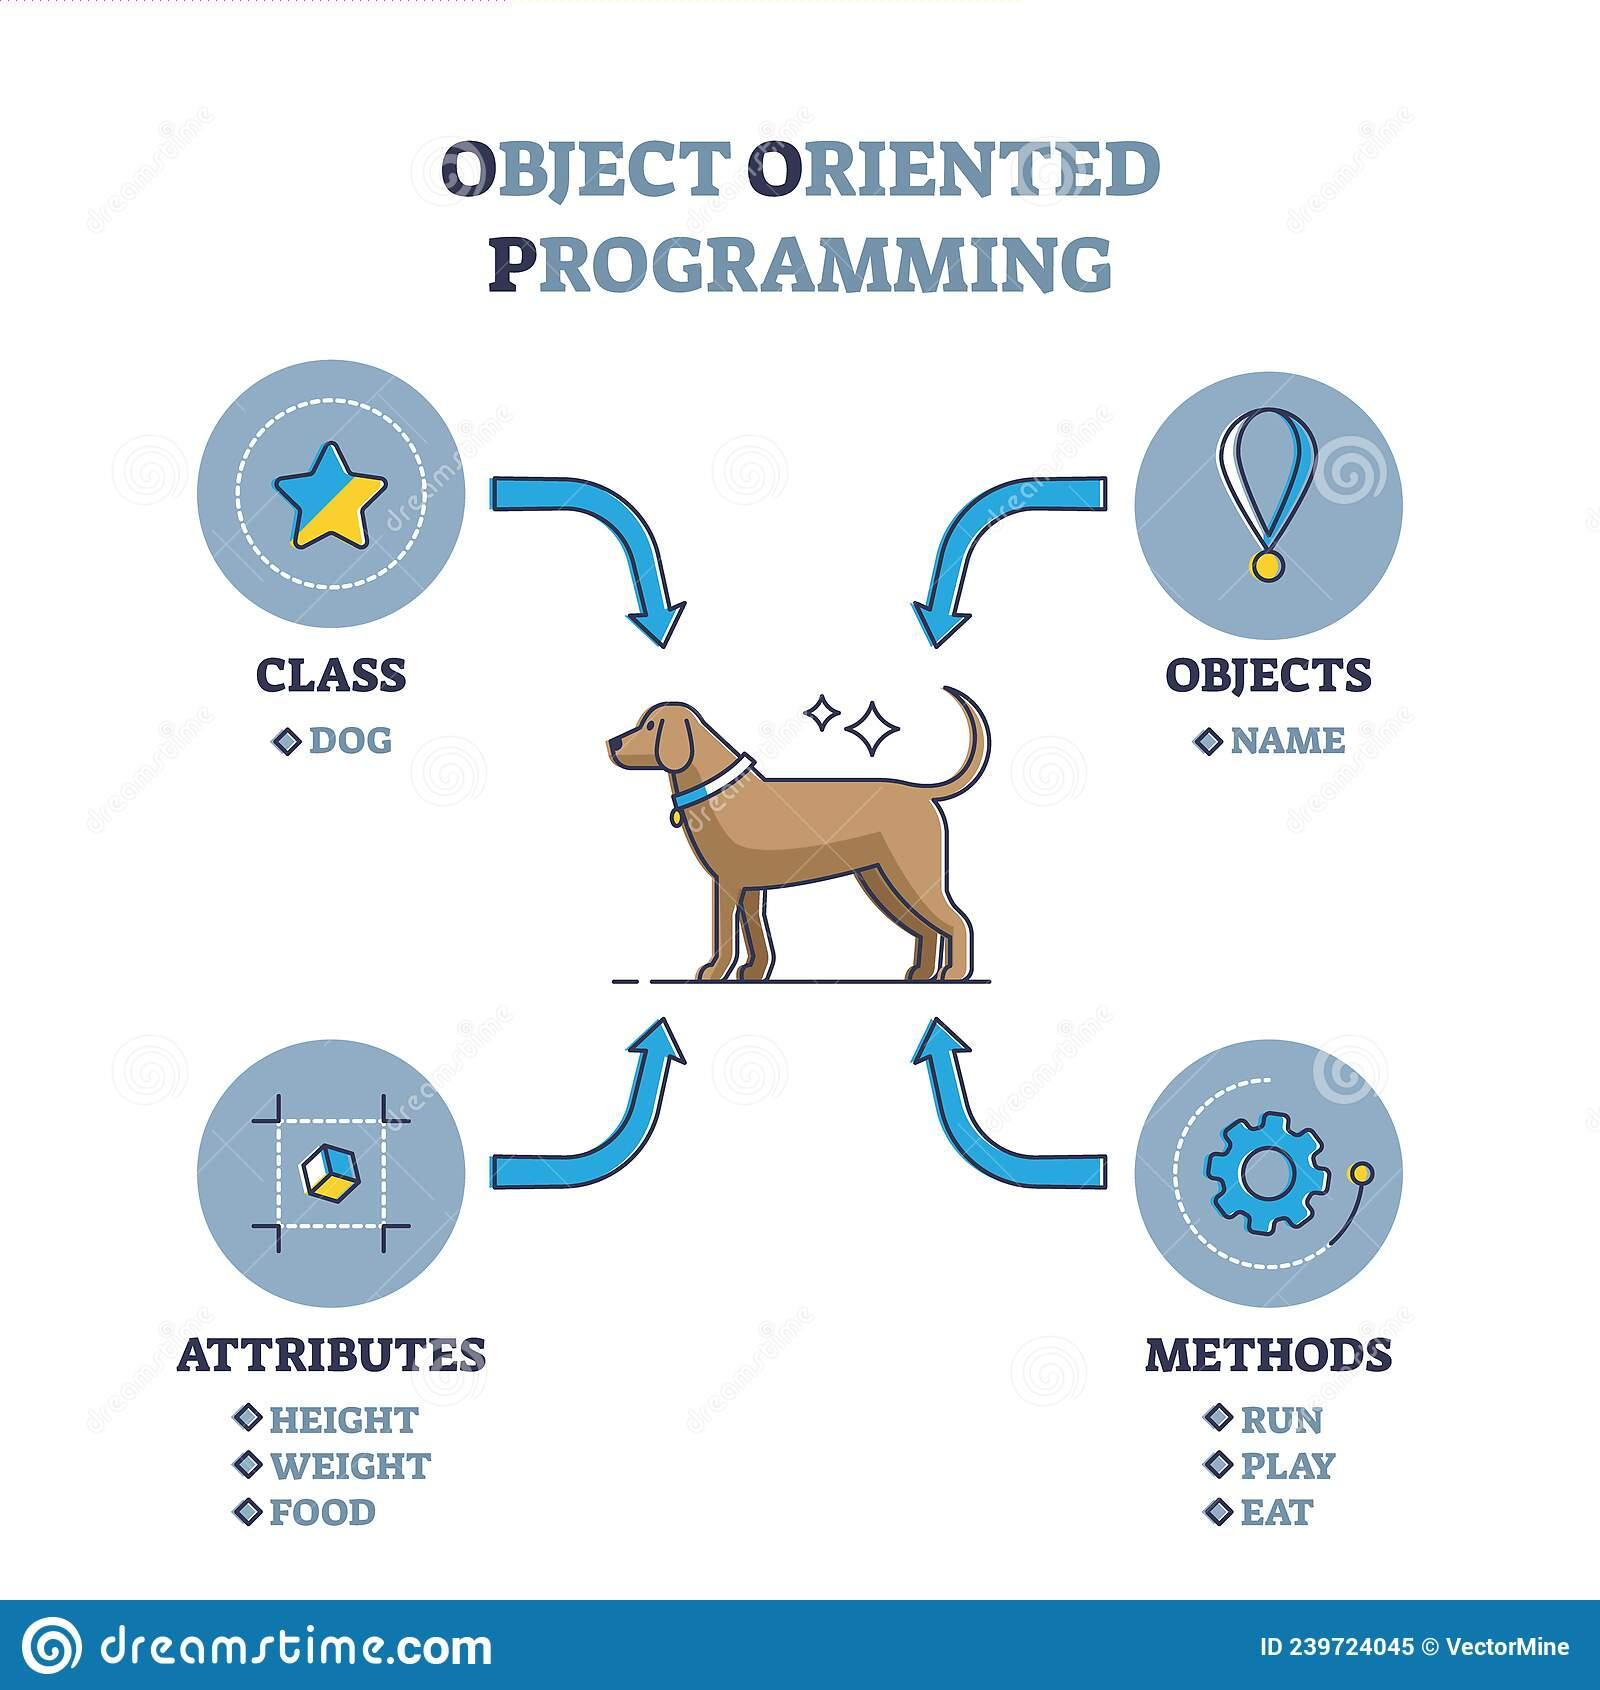 OBJECT ORIENTED
PROGRAMMING
CLASS
DOG
OBJECTS
NAME
ATTRIBUTES
HEIGHT
WEIGHT
FOOD
METHODS
RUN
PLAY
EAT
dreamstime.com
ID 239724045 © VectorMine